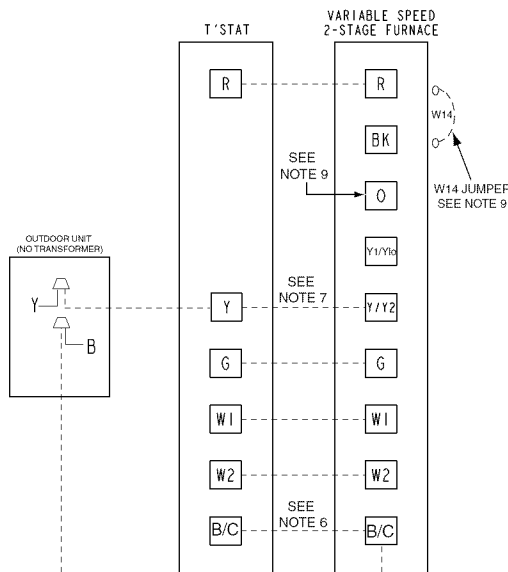 VARIABLE SPEED
2-STAGE FURNACE
T'STAT
R
R
W14
BK
SEE
NOTE 9
O
W14 JUMPER
SEE NOTE 9
OUTDOOR UNIT
(NO TRANSFORMER)
Y1/Ylo
SEE
NOTE 7
Y
Y
Y/Y2
B
G
G
W1
W1
W2
W2
SEE
NOTE 6
B/C
B/C